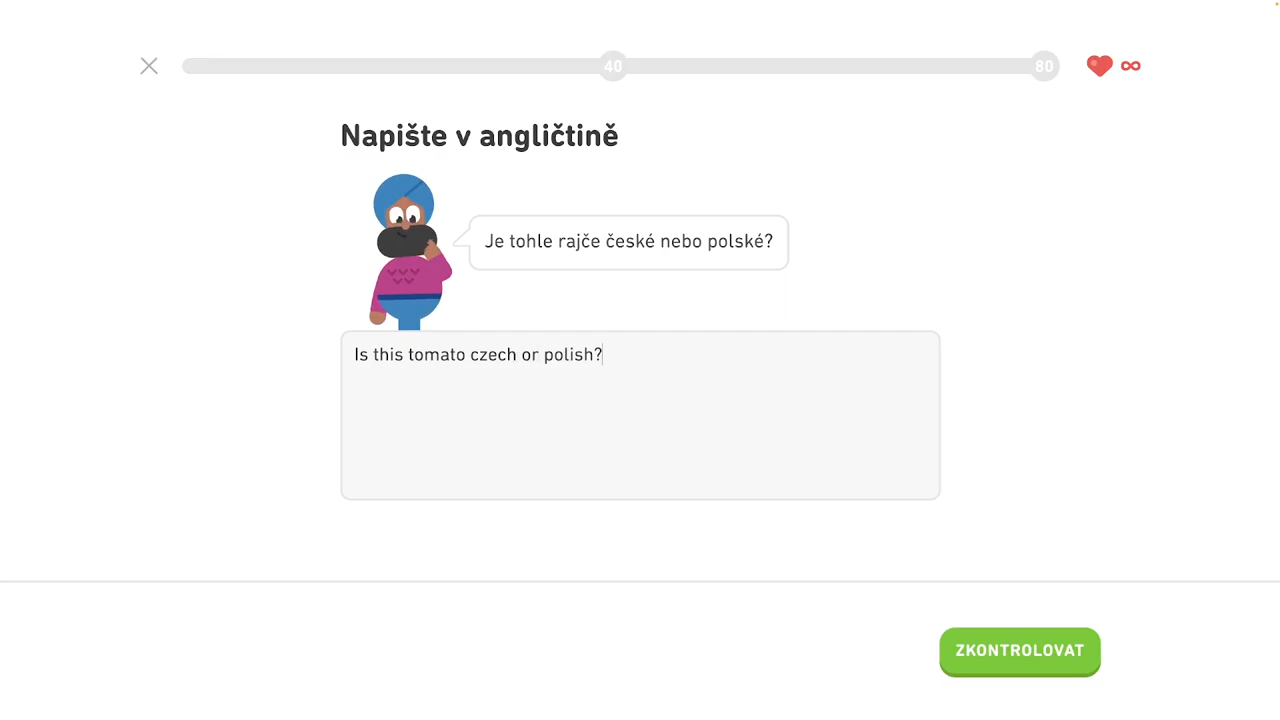 40
80
∞
Napište v angličtině
Je tohle rajče české nebo polské?
Is this tomato czech or polish?
ZKONTROLOVAT